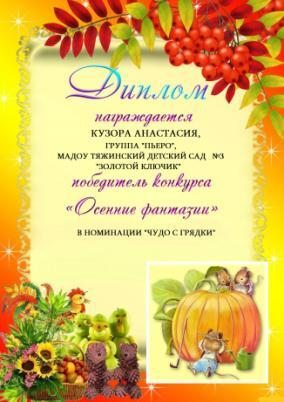 Диплом
награждается
КУЗОРА АНАСТАСИЯ,
ГРУППА "ПЬЕРО",
МАДОУ ТЯЖИНСКИЙ ДЕТСКИЙ САД №3
"ЗОЛОТОЙ КЛЮЧИК"
победитель конкурса
«Осенние фантазии»
В НОМИНАЦИИ "ЧУДО С ГРЯДКИ"